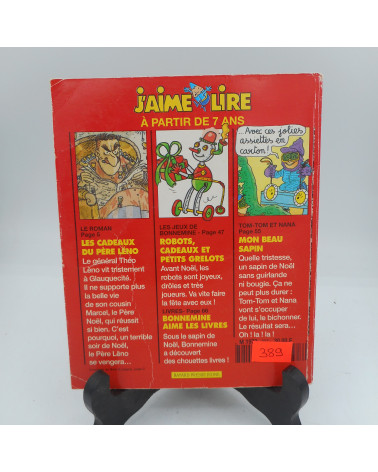 J'AIME LIRE
À PARTIR DE 7 ANS
...Avec ces jolies
assiettes en
carton !
LE ROMAN
Page 5
LES CADEAUX
DU PÈRE LÉNO
Le général Théo
Léno vit tristement
à Glauquecité.
Il ne supporte plus
la belle vie
de son cousin
Marcel, le Père
Noël, qui réussit
si bien. C'est
pourquoi, un terrible
soir de Noël,
le Père Léno
se vengera...
LES JEUX DE
BONNEMINE - Page 47
ROBOTS,
CADEAUX ET
PETITS GRELOTS
Avant Noël, les
robots sont joyeux,
drôles et très
joueurs. Va vite faire
la fête avec eux !
LIVRES - Page
BONNEMINE
AIME LES LIVRES
Sous le sapin de
Noël, Bonnemine
a découvert
des chouettes livres !
TOM-TOM ET NANA
Page
MON BEAU
SAPIN
Quelle tristesse,
un sapin de Noël
sans guirlande
ni bougie. Ça ne
peut plus durer :
Tom-Tom et Nana
vont s'occuper
de lui, le bichonner.
Le résultat sera...
Oh ! la ! la !
389